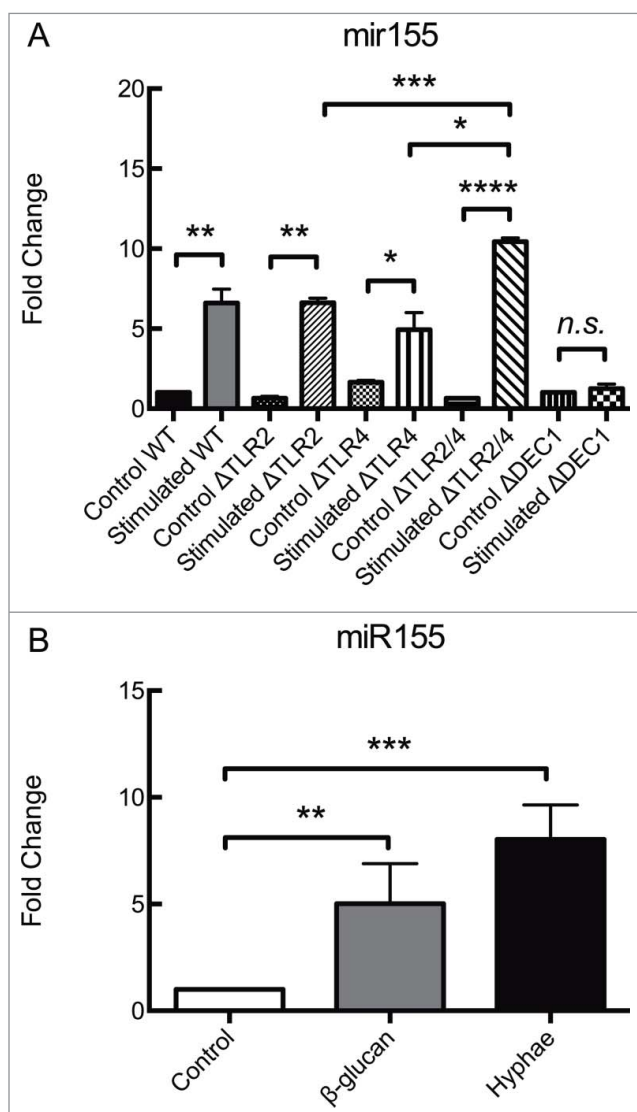 A
mir155
Fold Change
20
15
10
5
0
***
*
****
**
**
*
n.s.
Control WT
Stimulated WT
Control ΔTLR2
Stimulated ΔTLR2
Control ΔTLR4
Stimulated ΔTLR4
Control ΔTLR2/4
Stimulated ΔTLR2/4
Control ΔDEC1
Stimulated ΔDEC1
B
miR155
Fold Change
15
10
5
0
***
**
Control
β-glucan
Hyphae